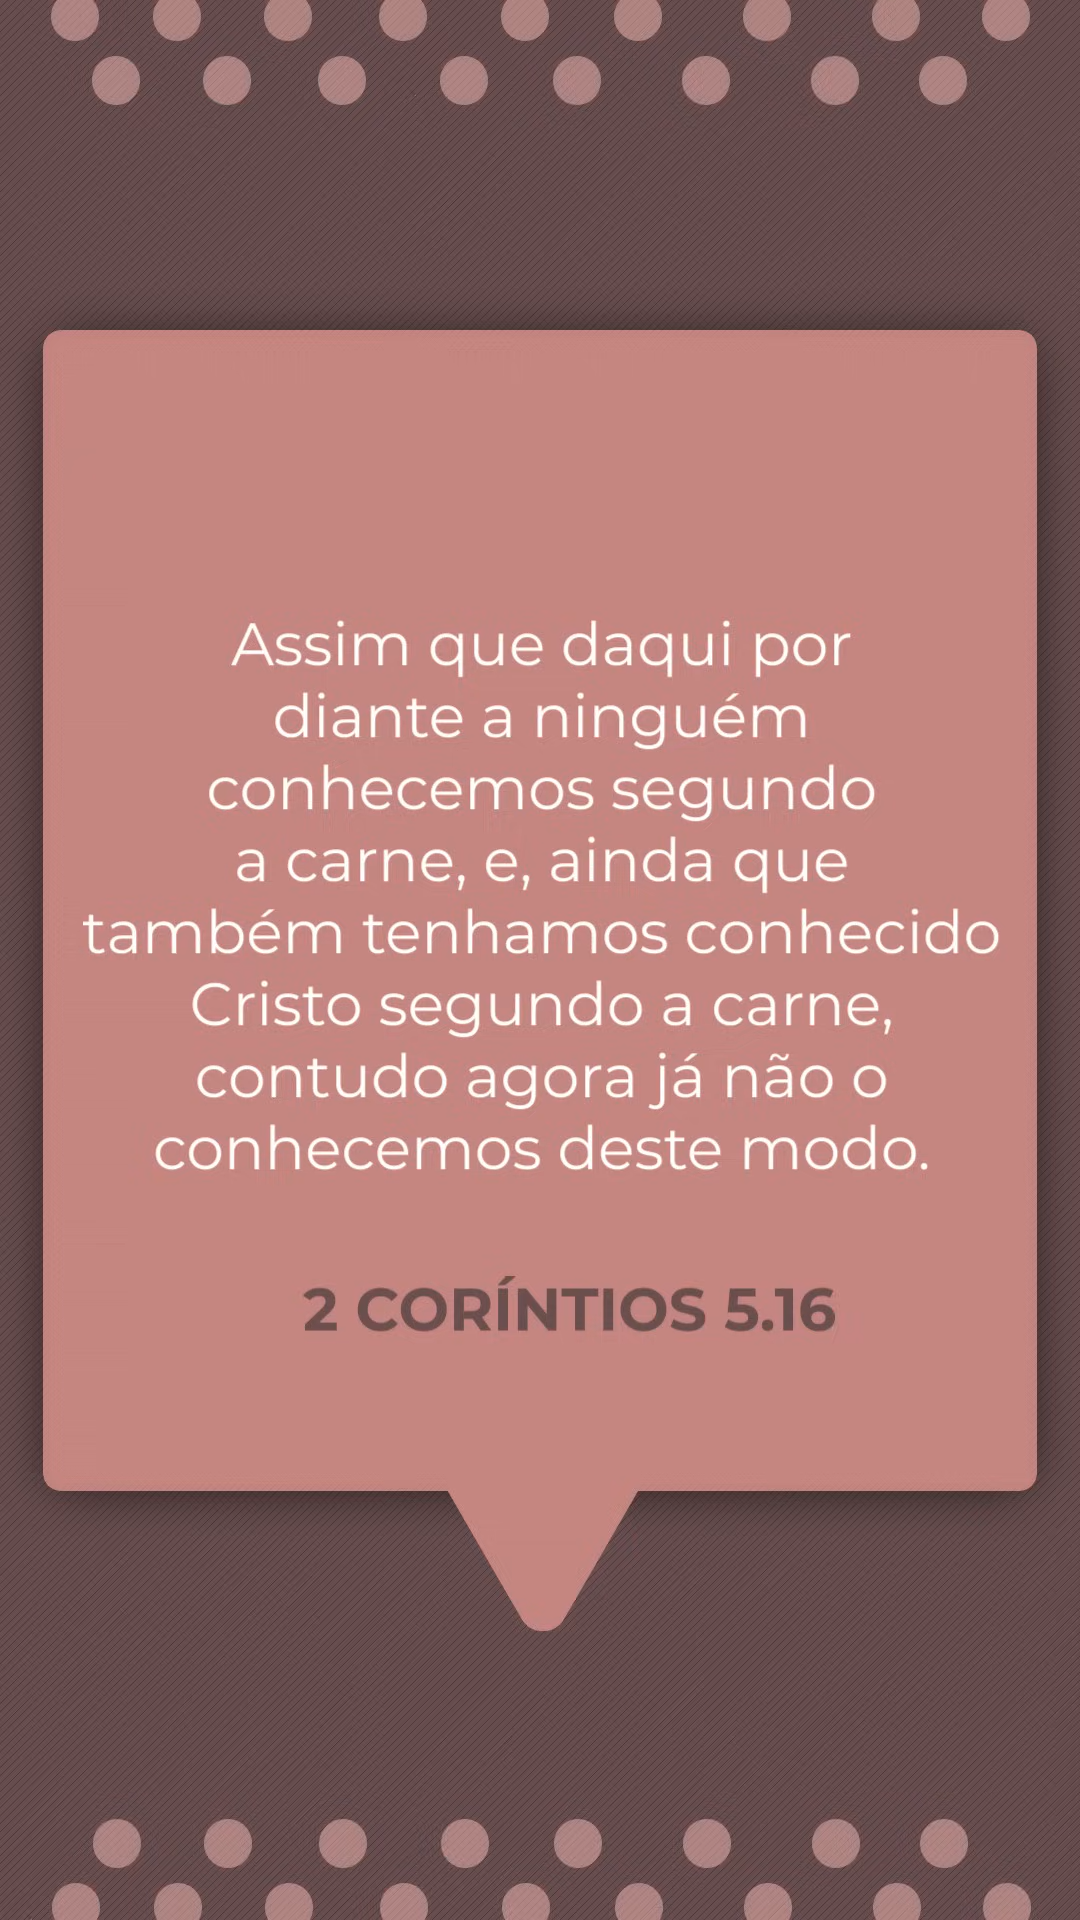 Assim que daqui por
diante a ninguém
conhecemos segundo
a carne, e, ainda que
também tenhamos conhecido
Cristo segundo a carne,
contudo agora já não o
conhecemos deste modo.
2 CORÍNTIOS 5.16